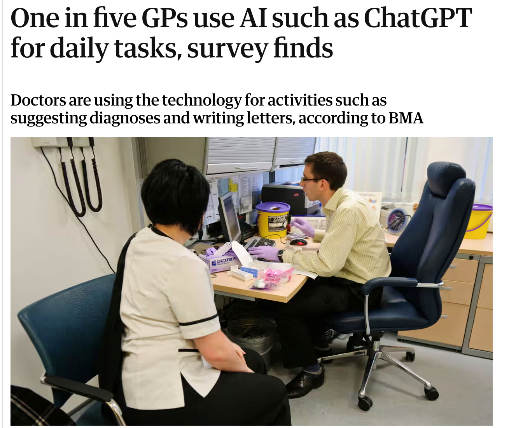 One in five GPs use AI such as ChatGPT
for daily tasks, survey finds
Doctors are using the technology for activities such as
suggesting diagnoses and writing letters, according to BMA